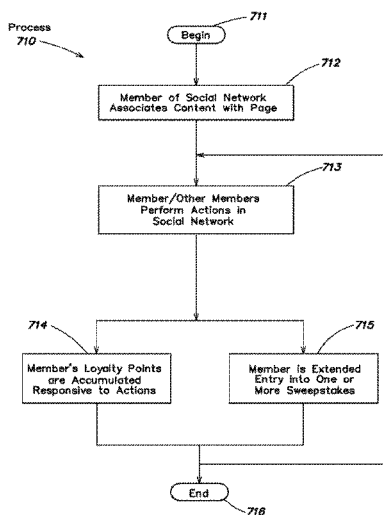 Process
710
711
Begin
712
Member of Social Network
Associates Content with Page
713
Member/Other Members
Perform Actions in
Social Network
714
Member's Loyalty Points
are Accumulated
Responsive to Actions
715
Member is Extended
Entry into One or
More Sweepstakes
End
716